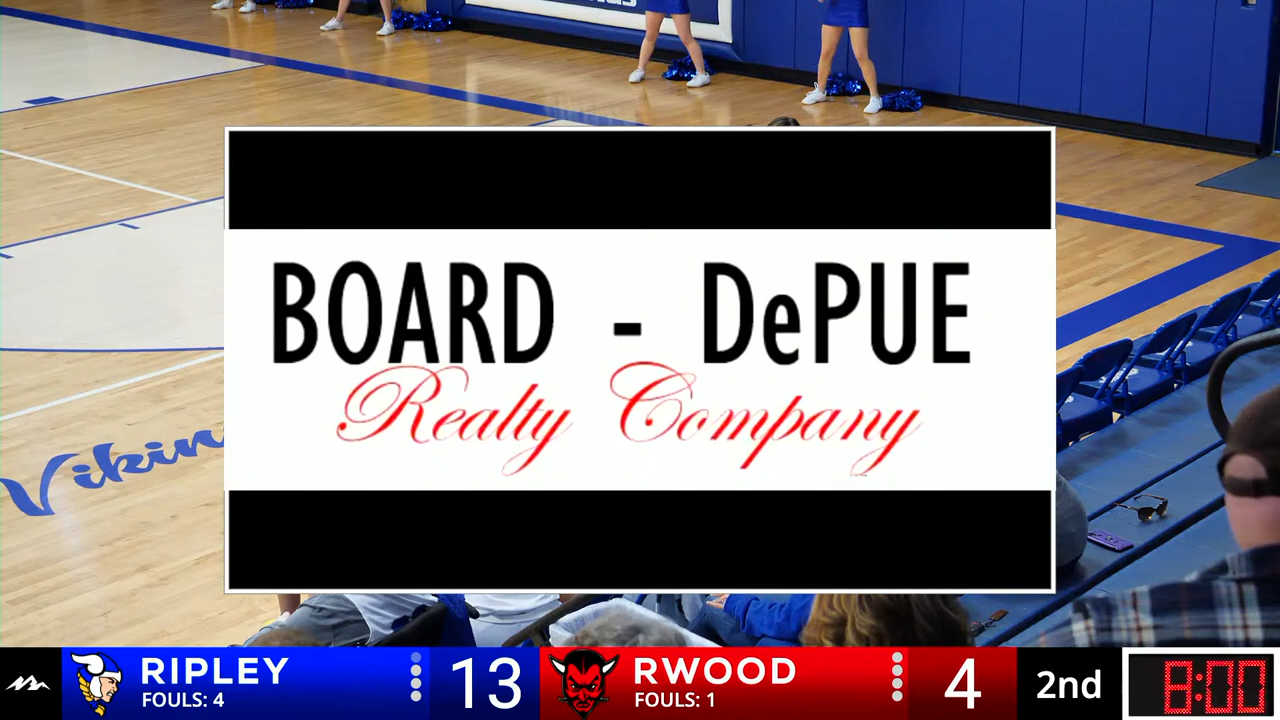 BOARD - DePUE
Realty Company
RIPLEY
FOULS: 4
13
RWOOD
FOULS: 1
4
2nd
8:00